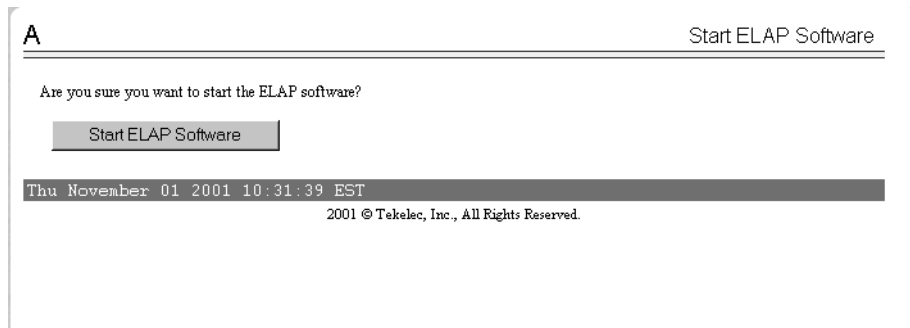 A Start ELAP Software
Are you sure you want to start the ELAP software?
Start ELAP Software
Thu November 01 2001 10:31:39 EST
2001 © Tekelec, Inc., All Rights Reserved.